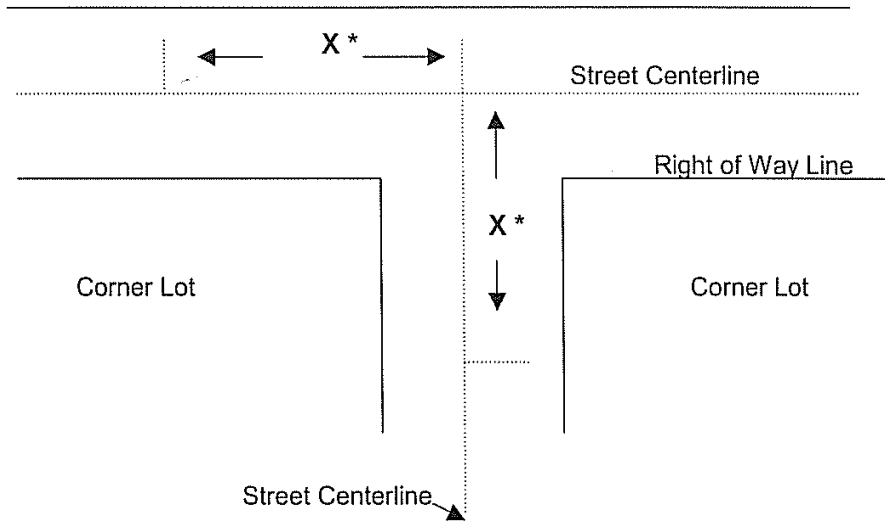 X *
Street Centerline
Right of Way Line
X *
Corner Lot
Corner Lot
Street Centerline